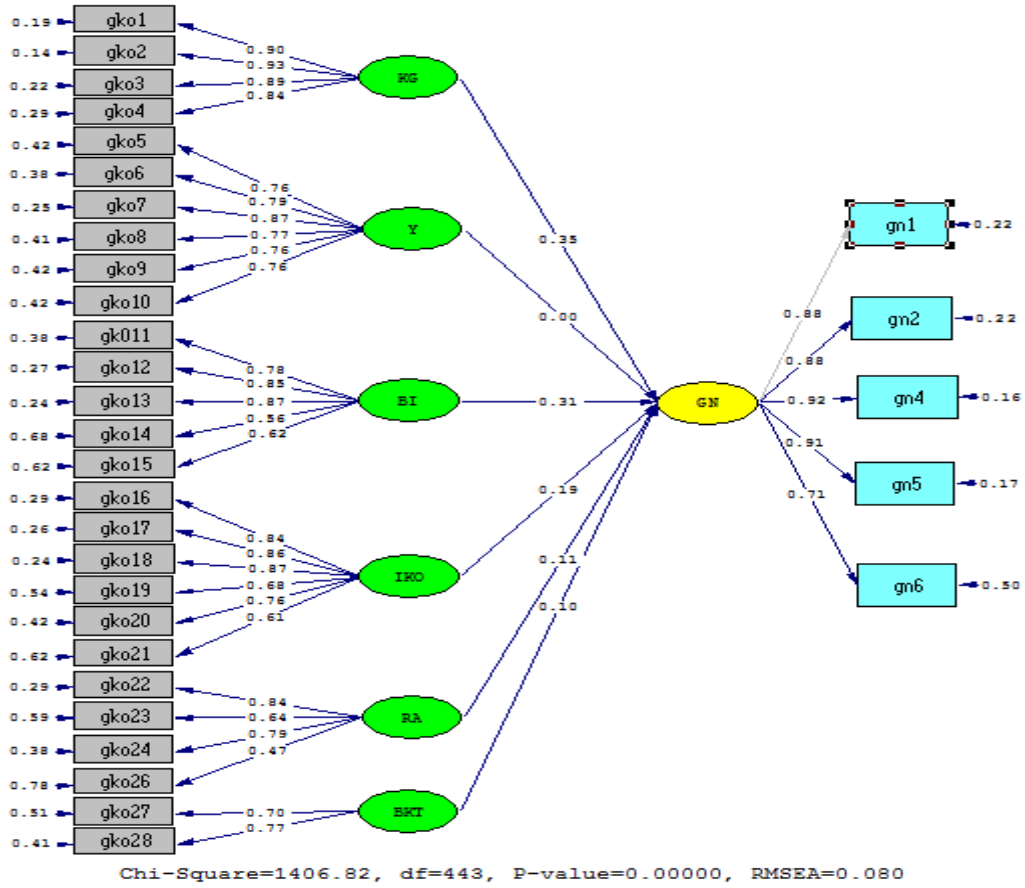 0.19 gko1
0.14 gko2
0.22 gko3
0.29 gko4
0.42 gko5
0.38 gko6
0.25 gko7
0.41 gko8
0.42 gko9
0.42 gko10
0.38 gk011
0.27 gko12
0.24 gko13
0.68 gko14
0.62 gko15
0.29 gko16
0.26 gko17
0.24 gko18
0.54 gko19
0.42 gko20
0.62 gko21
0.29 gko22
0.59 gko23
0.38 gko24
0.78 gko26
0.51 gko27
0.41 gko28
0.90
0.93
0.89
0.84
0.76
0.79
0.87
0.77
0.76
0.76
0.78
0.85
0.87
0.56
0.62
0.84
0.86
0.87
0.68
0.76
0.61
0.84
0.64
0.79
0.47
0.70
0.77
KG
Y
BI
IKO
RA
BKT
0.35
0.00
0.31
0.19
0.11
0.10
GN
0.88
0.88
0.92
0.91
0.71
gn1 0.22
gn2 0.22
gn4 0.16
gn5 0.17
gn6 0.50
Chi-Square=1406.82, df=443, P-value=0.00000, RMSEA=0.080